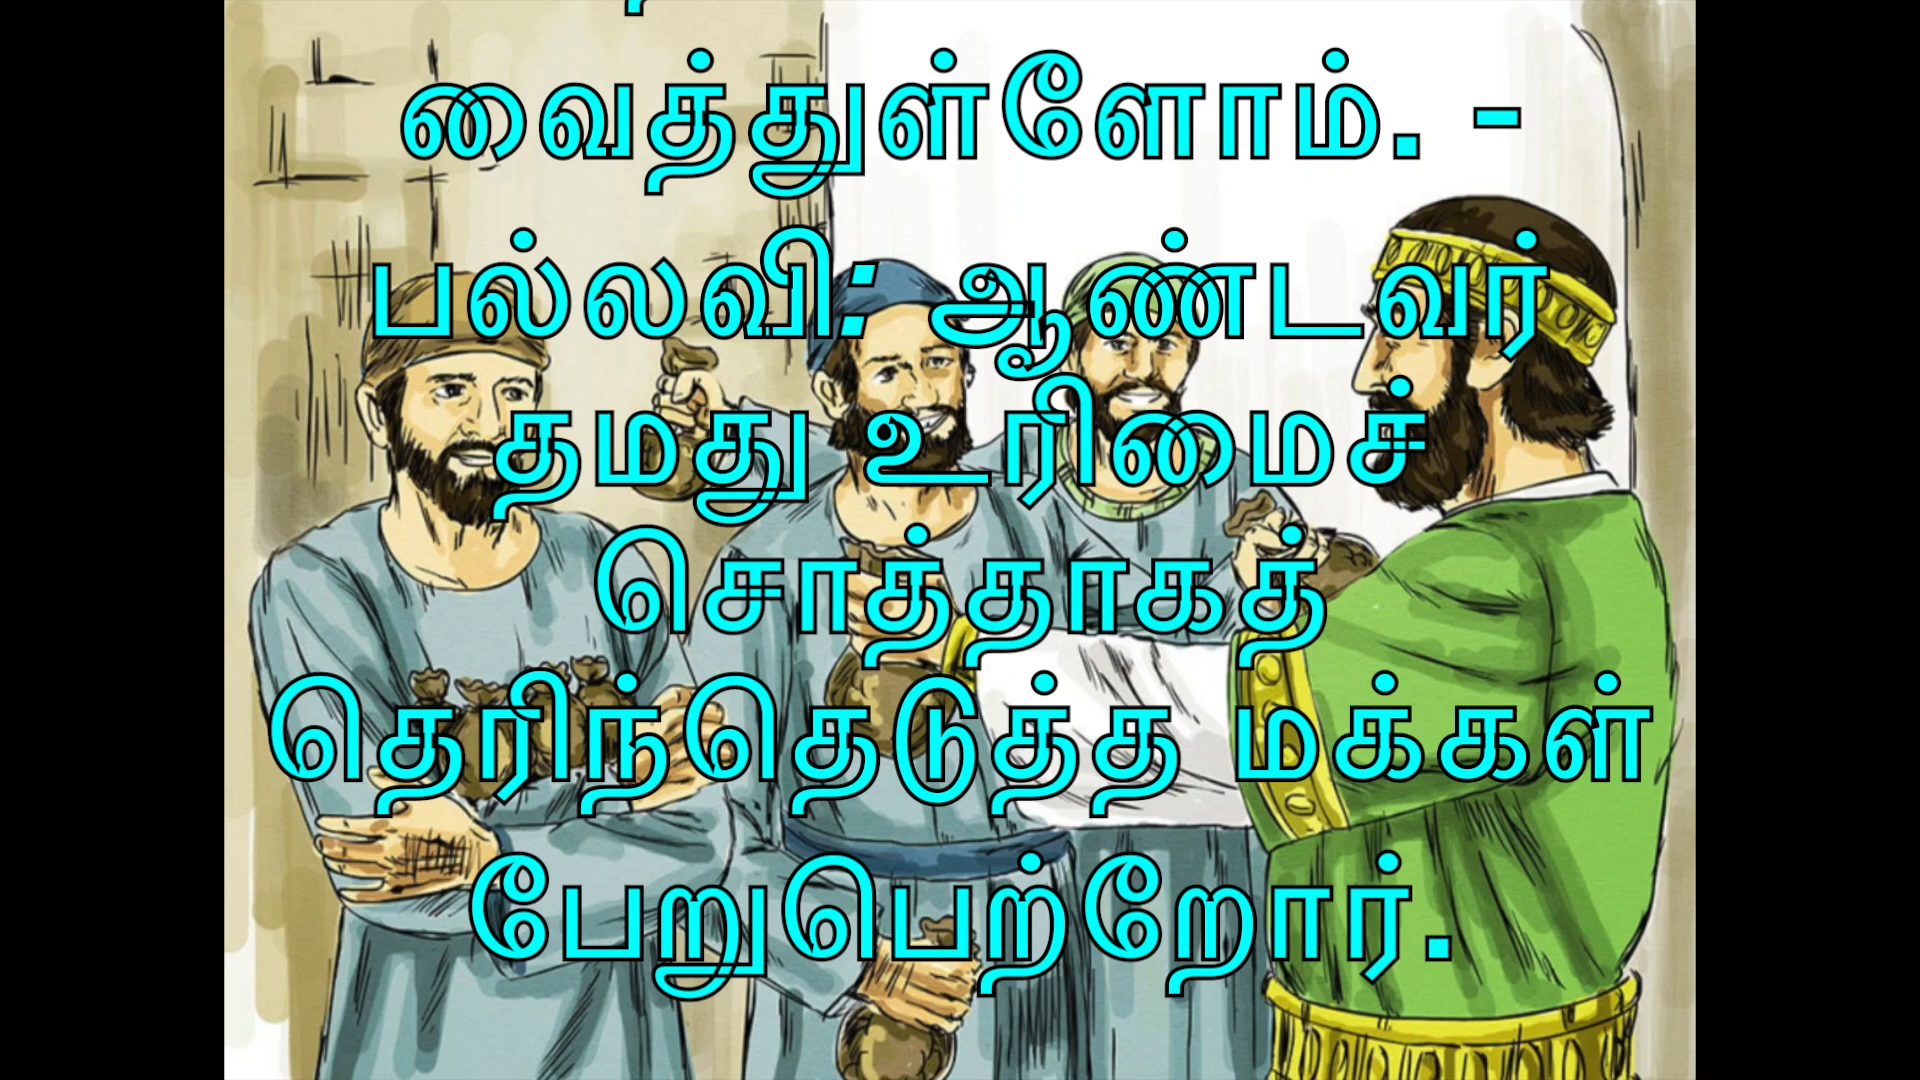 வைத்துள்ளோம். -
பல்லவி: ஆண்டவர்
தமது உரிமைச்
சொத்தாகத்
தெரிந்தெடுத்த மக்கள்
பேறுபெற்றோர்.